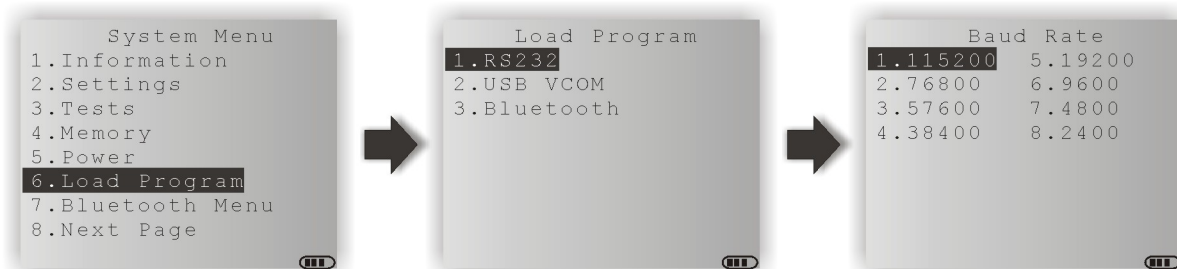 System Menu
1.Information
2.Settings
3.Tests
4.Memory
5.Power
6.Load Program
7.Bluetooth Menu
8.Next Page
Load Program
1.RS232
2.USB VCOM
3.Bluetooth
Baud Rate
1.115200 5.19200
2.76800 6.9600
3.57600 7.4800
4.38400 8.2400